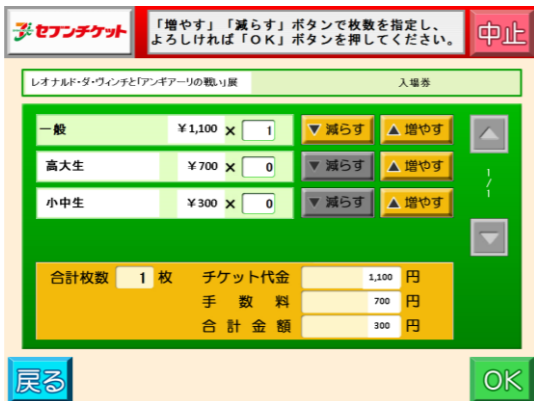 セブンチケット
「増やす」「減らす」ボタンで枚数を指定し、
よろしければ「OK」ボタンを押してください。
中止
レオナルド・ダ・ヴィンチと「アンギアーリの戦い」展 入場券
一般 ¥1,100 × 1 ▼減らす ▲増やす
高大生 ¥700 × 0 ▼減らす ▲増やす
小中生 ¥300 × 0 ▼減らす ▲増やす
1/1
合計枚数 1 枚 チケット代金 1,100 円
手数料 700 円
合計金額 300 円
戻る
OK